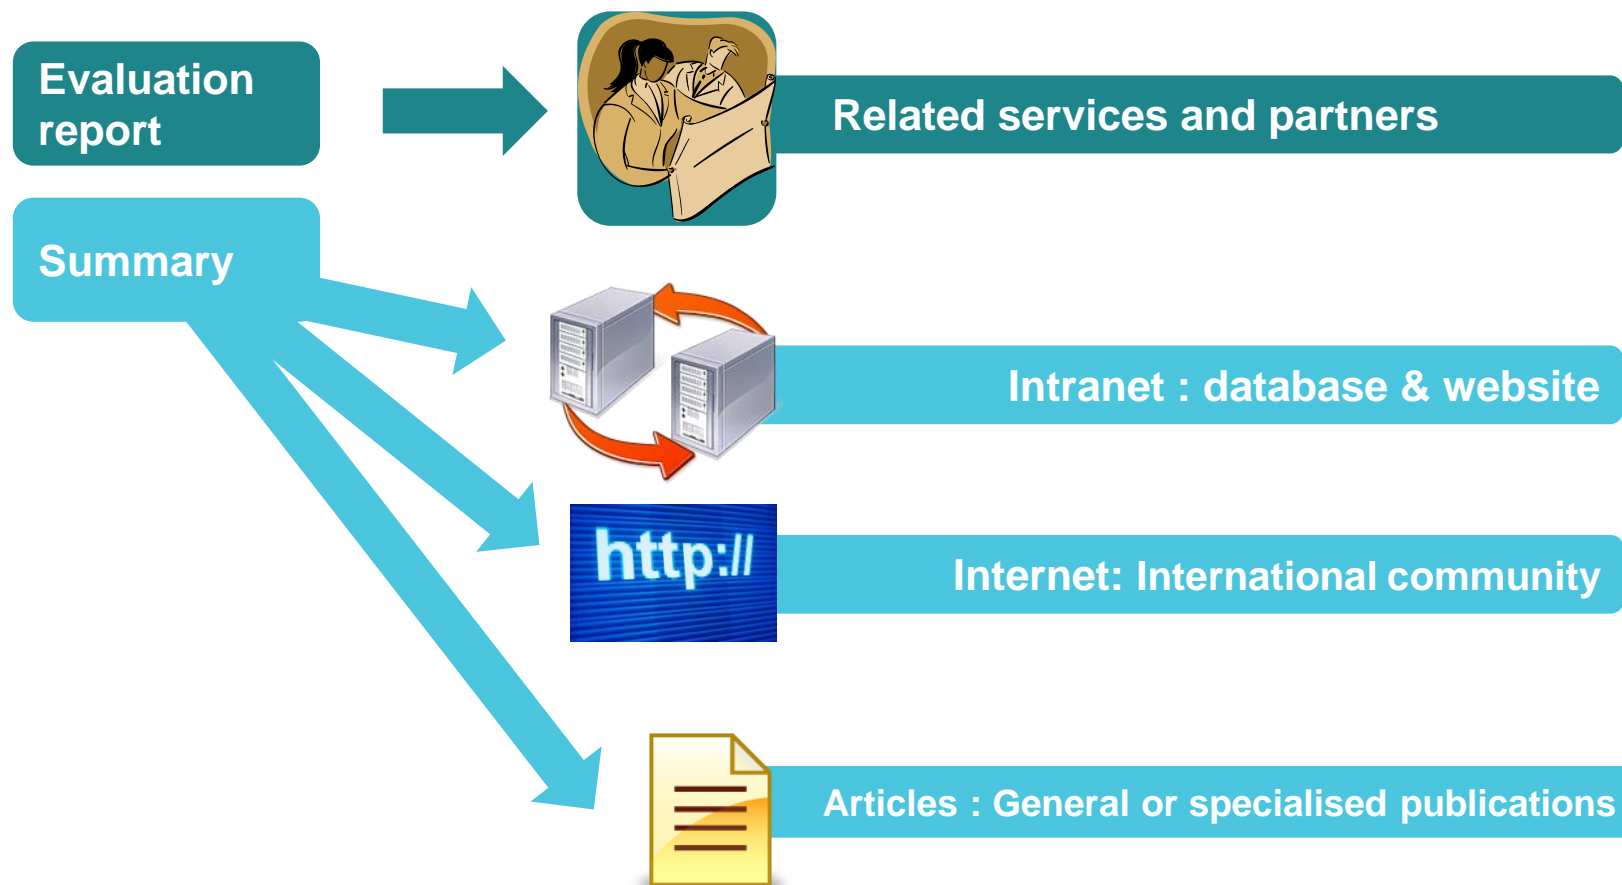 Evaluation
report
Related services and partners
Summary
Intranet : database & website
http://
Internet: International community
Articles : General or specialised publications